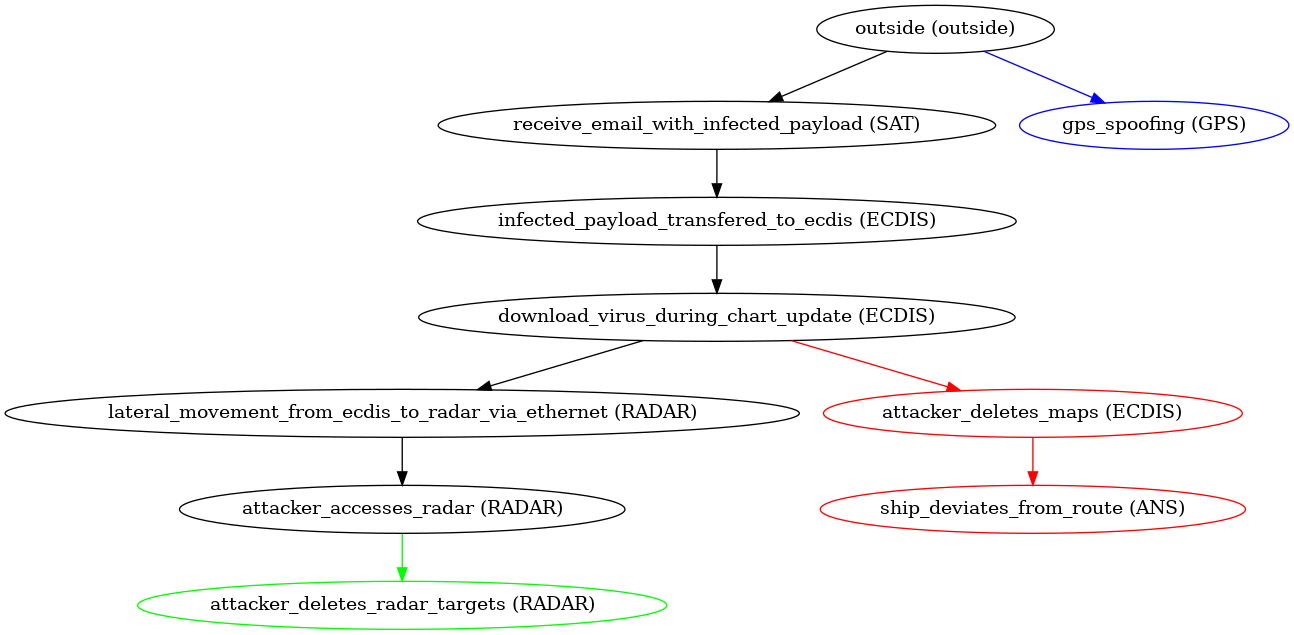 outside (outside)
receive_email_with_infected_payload (SAT)
gps_spoofing (GPS)
infected_payload_transfered_to_ecdis (ECDIS)
download_virus_during_chart_update (ECDIS)
lateral_movement_from_ecdis_to_radar_via_ethernet (RADAR)
attacker_deletes_maps (ECDIS)
attacker_accesses_radar (RADAR)
ship_deviates_from_route (ANS)
attacker_deletes_radar_targets (RADAR)